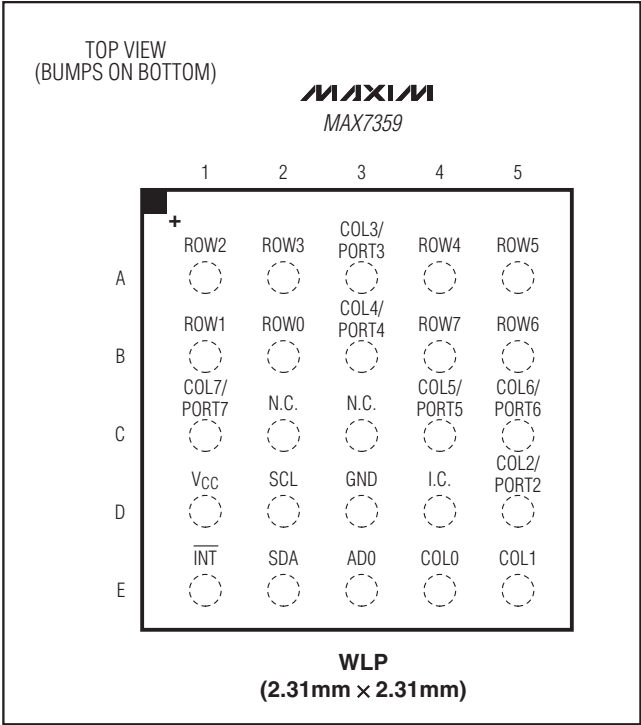 TOP VIEW
(BUMPS ON BOTTOM)
MAXIM
MAX7359
1 2 3 4 5
+
A
ROW2 ROW3 COL3/PORT3 ROW4 ROW5
B
ROW1 ROW0 COL4/PORT4 ROW7 ROW6
C
COL7/PORT7 N.C. N.C. COL5/PORT5 COL6/PORT6
D
VCC SCL GND I.C. COL2/PORT2
E
INT SDA AD0 COL0 COL1
WLP
(2.31mm × 2.31mm)